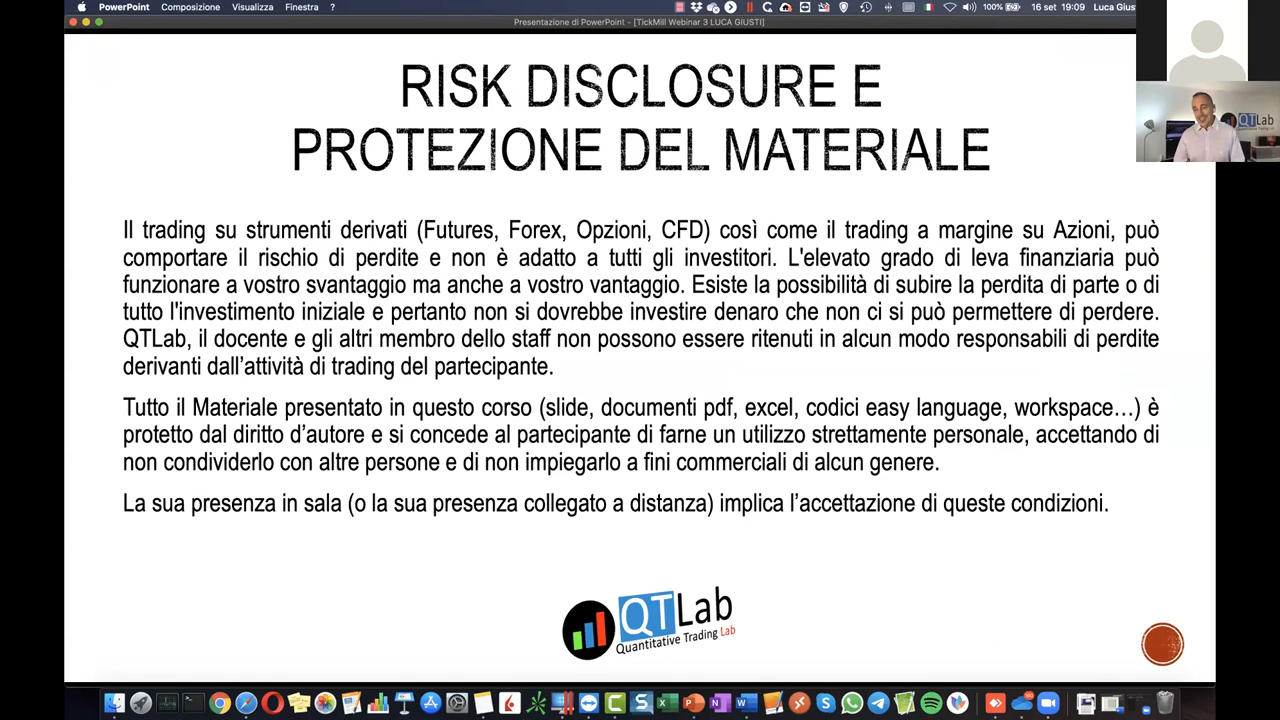 PowerPoint Composizione Visualizza Finestra ? 100% 16 set 19:09 Luca Gius
Presentazione di PowerPoint - [TickMill Webinar 3 LUCA GIUSTI]
RISK DISCLOSURE E
PROTEZIONE DEL MATERIALE
QTLab
Quantitative Trading Lab
Il trading su strumenti derivati (Futures, Forex, Opzioni, CFD) così come il trading a margine su Azioni, può
comportare il rischio di perdite e non è adatto a tutti gli investitori. L'elevato grado di leva finanziaria può
funzionare a vostro svantaggio ma anche a vostro vantaggio. Esiste la possibilità di subire la perdita di parte o di
tutto l'investimento iniziale e pertanto non si dovrebbe investire denaro che non ci si può permettere di perdere.
QTLab, il docente e gli altri membro dello staff non possono essere ritenuti in alcun modo responsabili di perdite
derivanti dall’attività di trading del partecipante.
Tutto il Materiale presentato in questo corso (slide, documenti pdf, excel, codici easy language, workspace…) è
protetto dal diritto d’autore e si concede al partecipante di farne un utilizzo strettamente personale, accettando di
non condividerlo con altre persone e di non impiegarlo a fini commerciali di alcun genere.
La sua presenza in sala (o la sua presenza collegato a distanza) implica l’accettazione di queste condizioni.
QTLab
Quantitative Trading Lab